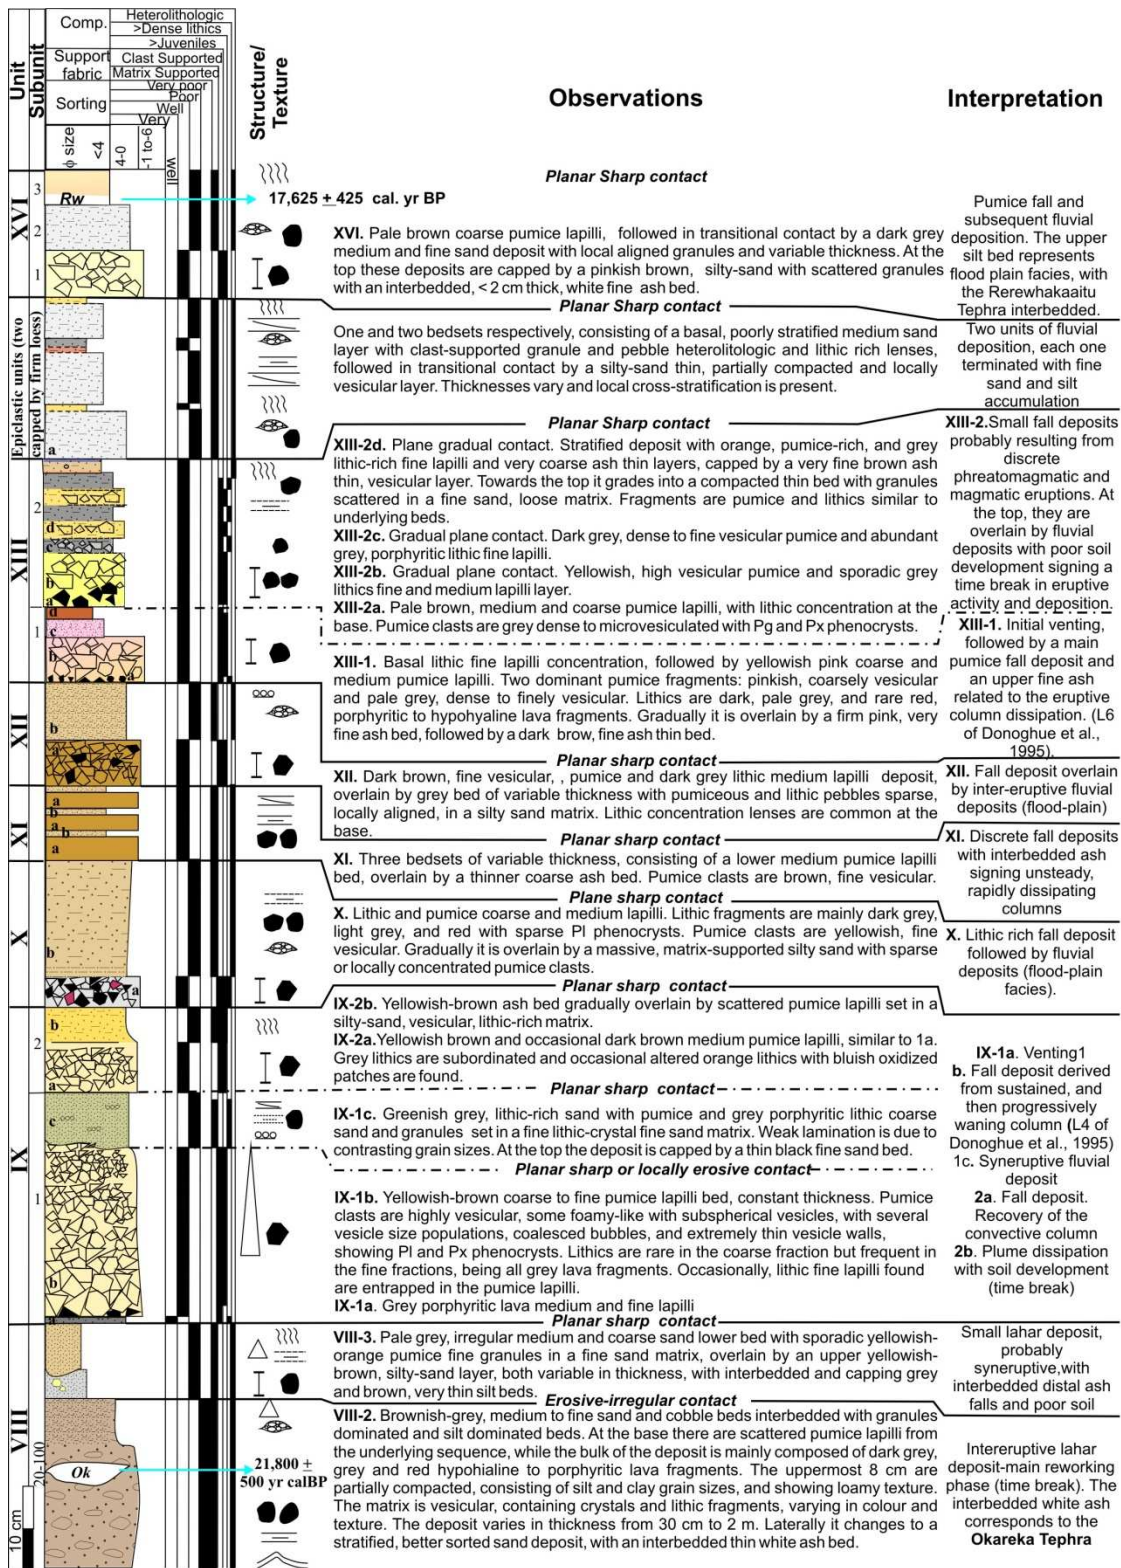 Unit
Subunit
Comp.
Heterolithologic
>Dense lithics
>Juveniles
Support
fabric
Clast Supported
Matrix Supported
Sorting
Very poor
Poor
Well
Very
well
ϕ size
<4
4-0
-1 to-6
Structure/
Texture
Observations
Interpretation
XVI
3
Rw
2
1
17,625 ± 425 cal. yr BP
Planar Sharp contact
XVI. Pale brown coarse pumice lapilli, followed in transitional contact by a dark grey
medium and fine sand deposit with local aligned granules and variable thickness. At the
top these deposits are capped by a pinkish brown, silty-sand with scattered granules
with an interbedded, < 2 cm thick, white fine ash bed.
Pumice fall and
subsequent fluvial
deposition. The upper
silt bed represents
flood plain facies, with
the Rerewhakaaitu
Tephra interbedded.
Planar Sharp contact
Epiclastic units (two
capped by firm loess)
a
One and two bedsets respectively, consisting of a basal, poorly stratified medium sand
layer with clast-supported granule and pebble heterolitologic and lithic rich lenses,
followed in transitional contact by a silty-sand thin, partially compacted and locally
vesicular layer. Thicknesses vary and local cross-stratification is present.
Two units of fluvial
deposition, each one
terminated with fine
sand and silt
accumulation
Planar Sharp contact
XIII
2
d
c
b
a
1
d
c
b
a
XIII-2d. Plane gradual contact. Stratified deposit with orange, pumice-rich, and grey
lithic-rich fine lapilli and very coarse ash thin layers, capped by a very fine brown ash
thin, vesicular layer. Towards the top it grades into a compacted thin bed with granules
scattered in a fine sand, loose matrix. Fragments are pumice and lithics similar to
underlying beds.
XIII-2c. Gradual plane contact. Dark grey, dense to fine vesicular pumice and abundant
grey, porphyritic lithic fine lapilli.
XIII-2b. Gradual plane contact. Yellowish, high vesicular pumice and sporadic grey
lithics fine and medium lapilli layer.
XIII-2a. Pale brown, medium and coarse pumice lapilli, with lithic concentration at the
base. Pumice clasts are grey dense to microvesiculated with Pg and Px phenocrysts.
XIII-2.Small fall deposits
probably resulting from
discrete
phreatomagmatic and
magmatic eruptions. At
the top, they are
overlain by fluvial
deposits with poor soil
development signing a
time break in eruptive
activity and deposition.
XIII-1. Basal lithic fine lapilli concentration, followed by yellowish pink coarse and
medium pumice lapilli. Two dominant pumice fragments: pinkish, coarsely vesicular
and pale grey, dense to finely vesicular. Lithics are dark, pale grey, and rare red,
porphyritic to hypohyaline lava fragments. Gradually it is overlain by a firm pink, very
fine ash bed, followed by a dark brow, fine ash thin bed.
XIII-1. Initial venting,
followed by a main
pumice fall deposit and
an upper fine ash
related to the eruptive
column dissipation. (L6
of Donoghue et al.,
1995).
Planar sharp contact
XII
b
a
XII. Dark brown, fine vesicular, , pumice and dark grey lithic medium lapilli deposit,
overlain by grey bed of variable thickness with pumiceous and lithic pebbles sparse,
locally aligned, in a silty sand matrix. Lithic concentration lenses are common at the
base.
XII. Fall deposit overlain
by inter-eruptive fluvial
deposits (flood-plain)
Planar sharp contact
XI
a
b
a
b
a
XI. Three bedsets of variable thickness, consisting of a lower medium pumice lapilli
bed, overlain by a thinner coarse ash bed. Pumice clasts are brown, fine vesicular.
XI. Discrete fall deposits
with interbedded ash
signing unsteady,
rapidly dissipating
columns
Plane sharp contact
X
b
a
X. Lithic and pumice coarse and medium lapilli. Lithic fragments are mainly dark grey,
light grey, and red with sparse Pl phenocrysts. Pumice clasts are yellowish, fine
vesicular. Gradually it is overlain by a massive, matrix-supported silty sand with sparse
or locally concentrated pumice clasts.
X. Lithic rich fall deposit
followed by fluvial
deposits (flood-plain
facies).
Planar sharp contact
IX
2
b
a
1
c
b
a
IX-2b. Yellowish-brown ash bed gradually overlain by scattered pumice lapilli set in a
silty-sand, vesicular, lithic-rich matrix.
IX-2a.Yellowish brown and occasional dark brown medium pumice lapilli, similar to 1a.
Grey lithics are subordinated and occasional altered orange lithics with bluish oxidized
patches are found.
Planar sharp contact
IX-1c. Greenish grey, lithic-rich sand with pumice and grey porphyritic lithic coarse
sand and granules set in a fine lithic-crystal fine sand matrix. Weak lamination is due to
contrasting grain sizes. At the top the deposit is capped by a thin black fine sand bed.
Planar sharp or locally erosive contact
IX-1b. Yellowish-brown coarse to fine pumice lapilli bed, constant thickness. Pumice
clasts are highly vesicular, some foamy-like with subspherical vesicles, with several
vesicle size populations, coalesced bubbles, and extremely thin vesicle walls,
showing Pl and Px phenocrysts. Lithics are rare in the coarse fraction but frequent in
the fine fractions, being all grey lava fragments. Occasionally, lithic fine lapilli found
are entrapped in the pumice lapilli.
IX-1a. Grey porphyritic lava medium and fine lapilli
IX-1a. Venting1
b. Fall deposit derived
from sustained, and
then progressively
waning column (L4 of
Donoghue et al., 1995)
1c. Syneruptive fluvial
deposit
2a. Fall deposit.
Recovery of the
convective column
2b. Plume dissipation
with soil development
(time break)
Planar sharp contact
VIII
20-100
Ok
10 cm
VIII-3. Pale grey, irregular medium and coarse sand lower bed with sporadic yellowish-
orange pumice fine granules in a fine sand matrix, overlain by an upper yellowish-
brown, silty-sand layer, both variable in thickness, with interbedded and capping grey
and brown, very thin silt beds.
Small lahar deposit,
probably
syneruptive,with
interbedded distal ash
falls and poor soil
Erosive-irregular contact
21,800 ±
500 yr calBP
VIII-2. Brownish-grey, medium to fine sand and cobble beds interbedded with granules
dominated and silt dominated beds. At the base there are scattered pumice lapilli from
the underlying sequence, while the bulk of the deposit is mainly composed of dark grey,
grey and red hypohialine to porphyritic lava fragments. The uppermost 8 cm are
partially compacted, consisting of silt and clay grain sizes, and showing loamy texture.
The matrix is vesicular, containing crystals and lithic fragments, varying in colour and
texture. The deposit varies in thickness from 30 cm to 2 m. Laterally it changes to a
stratified, better sorted sand deposit, with an interbedded thin white ash bed.
Intereruptive lahar
deposit-main reworking
phase (time break). The
interbedded white ash
corresponds to the
Okareka Tephra